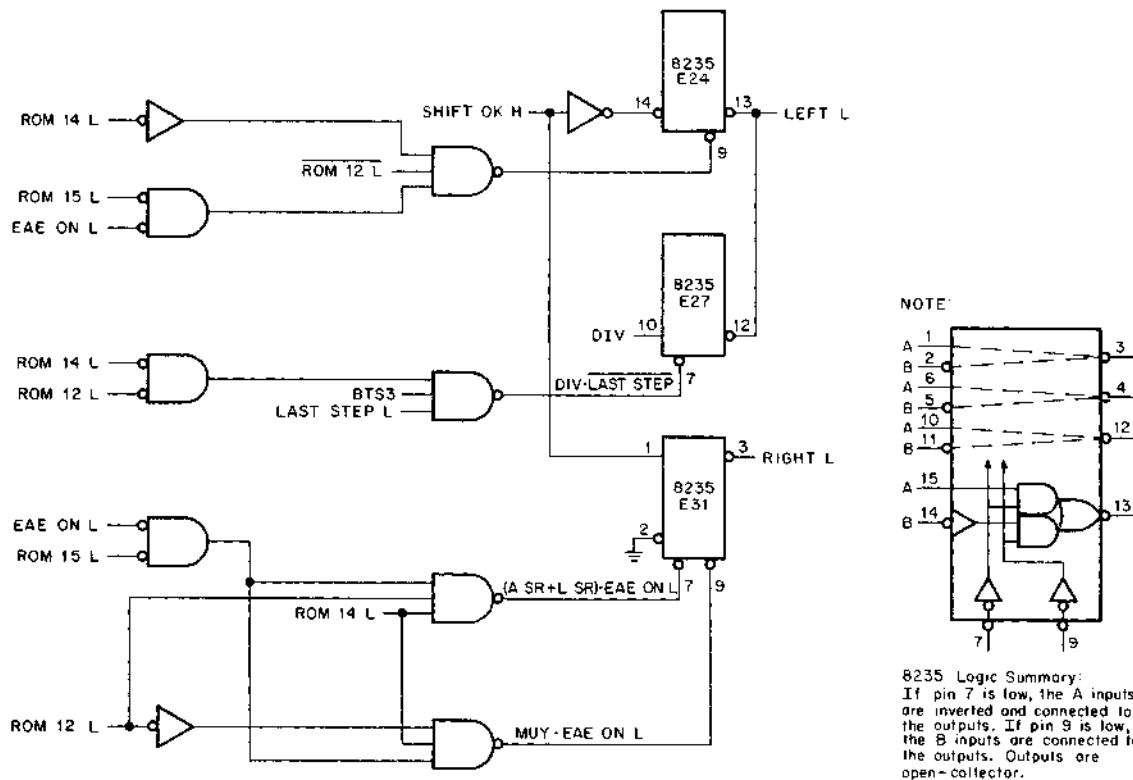 8235
E24
ROM 14 L
SHIFT OK H
14
13
LEFT L
9
ROM 12 L
ROM 15 L
EAE ON L
8235
E27
DIV
10
12
7
ROM 14 L
ROM 12 L
BTS3
LAST STEP L
DIV·LAST STEP
1
3
RIGHT L
8235
E31
2
7
9
EAE ON L
ROM 15 L
(A SR+L SR)·EAE ON L
ROM 14 L
ROM 12 L
MUY·EAE ON L
NOTE:
A 1
B 2
3
A 6
B 5
4
A 10
B 11
12
A 15
B 14
13
7
9
8235 Logic Summary:
If pin 7 is low, the A inputs
are inverted and connected to
the outputs. If pin 9 is low,
the B inputs are connected to
the outputs. Outputs are
open-collector.